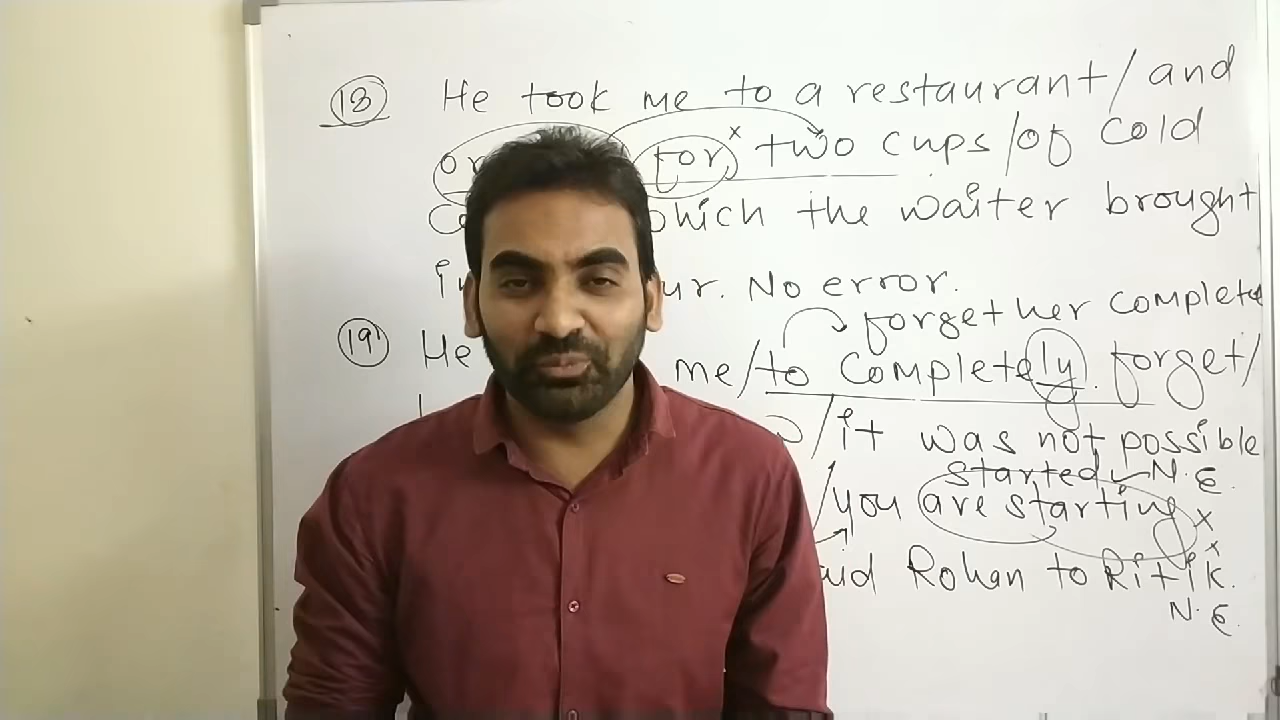 18 He took me to a restaurant / and
for x two cups / of cold
which the waiter brought
No error.
forget her complete
19 He me / to completely forget /
/ it was not possible
started N.E.
/ you are starting x
Rohan to Ritik. x
N.E.